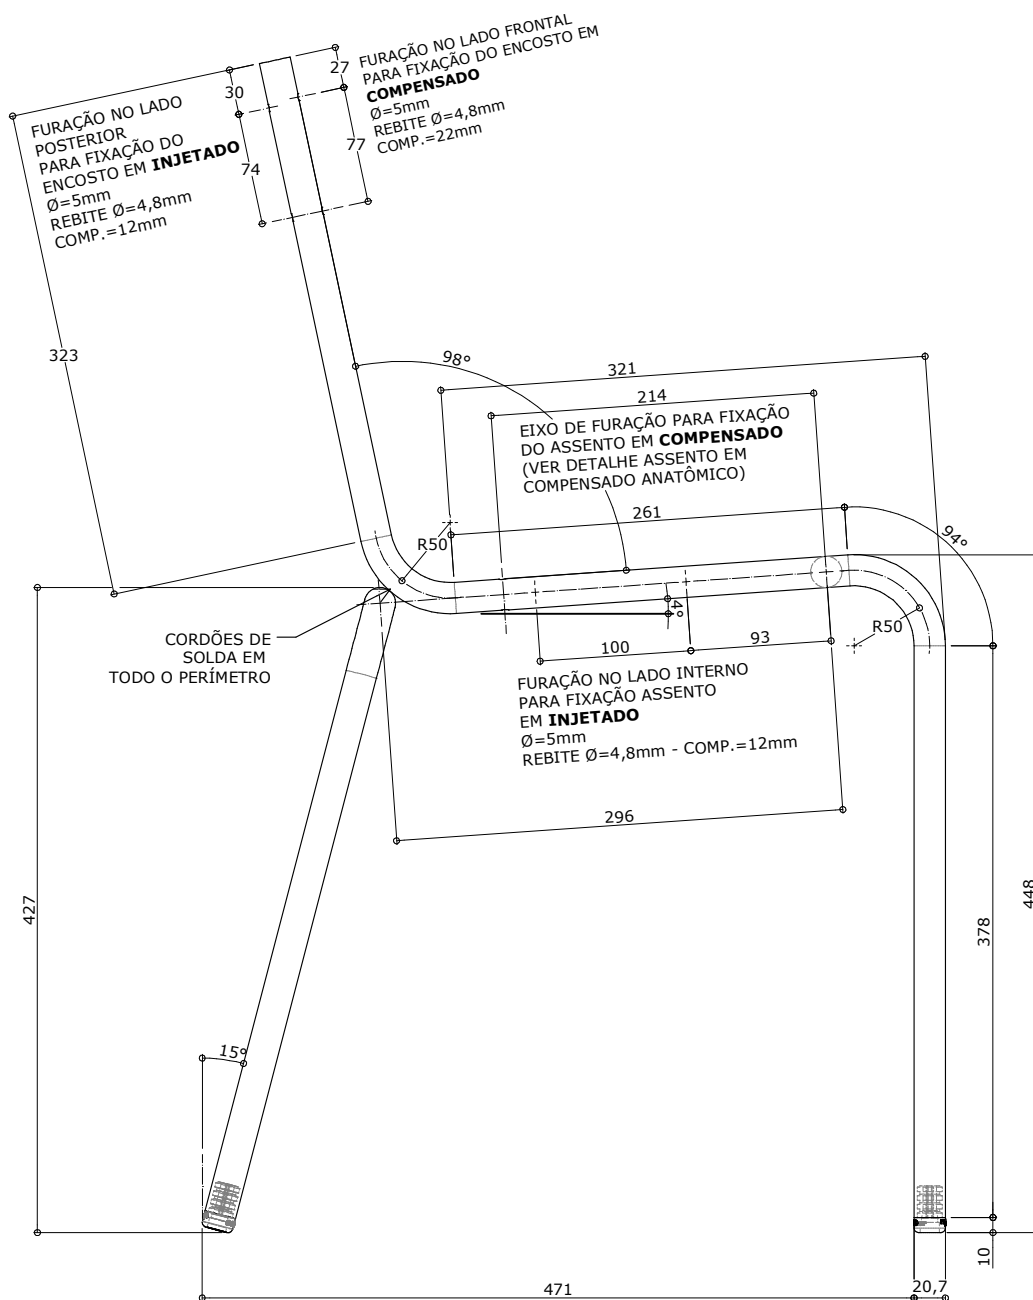 FURAÇÃO NO LADO FRONTAL
PARA FIXAÇÃO DO ENCOSTO EM
COMPENSADO
Ø=5mm
REBITE Ø=4,8mm
COMP.=22mm
27
77
30
74
FURAÇÃO NO LADO
POSTERIOR
PARA FIXAÇÃO DO
ENCOSTO EM INJETADO
Ø=5mm
REBITE Ø=4,8mm
COMP.=12mm
323
98°
321
214
EIXO DE FURAÇÃO PARA FIXAÇÃO
DO ASSENTO EM COMPENSADO
(VER DETALHE ASSENTO EM
COMPENSADO ANATÔMICO)
261
R50
94°
4°
R50
CORDÕES DE
SOLDA EM
TODO O PERÍMETRO
100
93
FURAÇÃO NO LADO INTERNO
PARA FIXAÇÃO ASSENTO
EM INJETADO
Ø=5mm
REBITE Ø=4,8mm - COMP.=12mm
296
427
448
378
15°
10
471
20,7